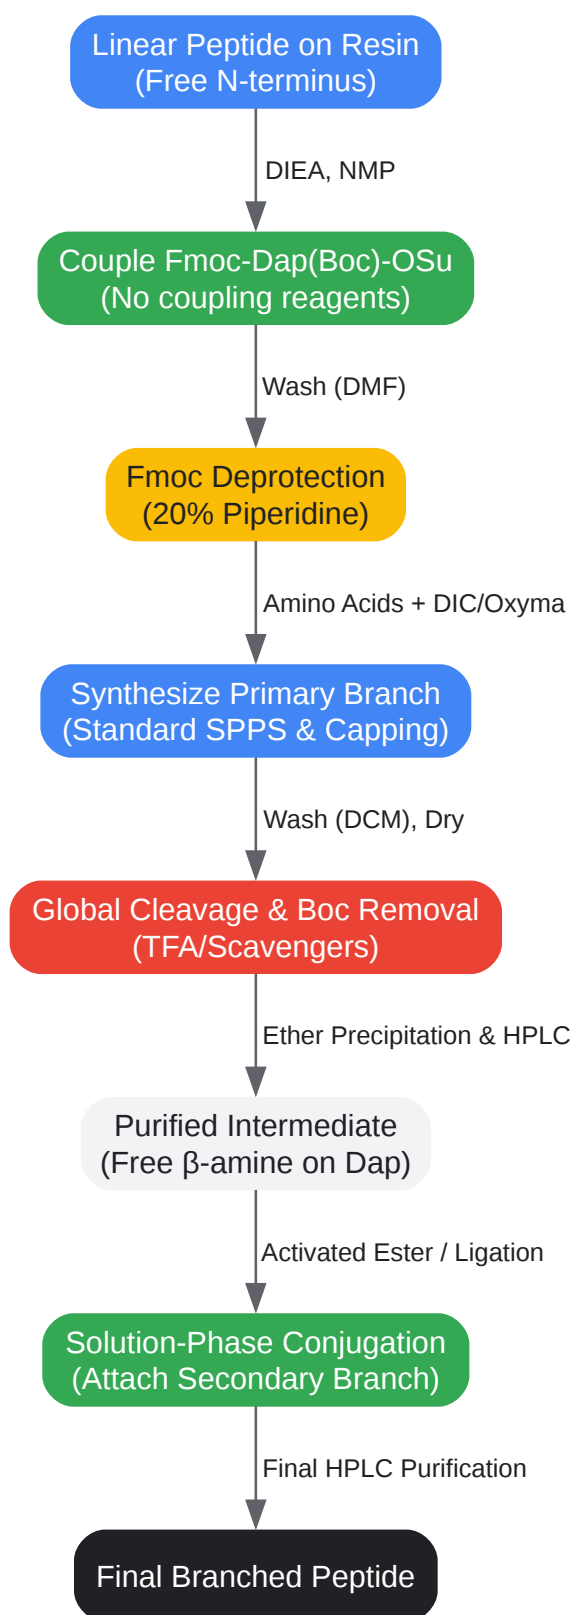 Linear Peptide on Resin
(Free N-terminus)
DIEA, NMP
Couple Fmoc-Dap(Boc)-OSu
(No coupling reagents)
Wash (DMF)
Fmoc Deprotection
(20% Piperidine)
Amino Acids + DIC/Oxyma
Synthesize Primary Branch
(Standard SPPS & Capping)
Wash (DCM), Dry
Global Cleavage & Boc Removal
(TFA/Scavengers)
Ether Precipitation & HPLC
Purified Intermediate
(Free β-amine on Dap)
Activated Ester / Ligation
Solution-Phase Conjugation
(Attach Secondary Branch)
Final HPLC Purification
Final Branched Peptide